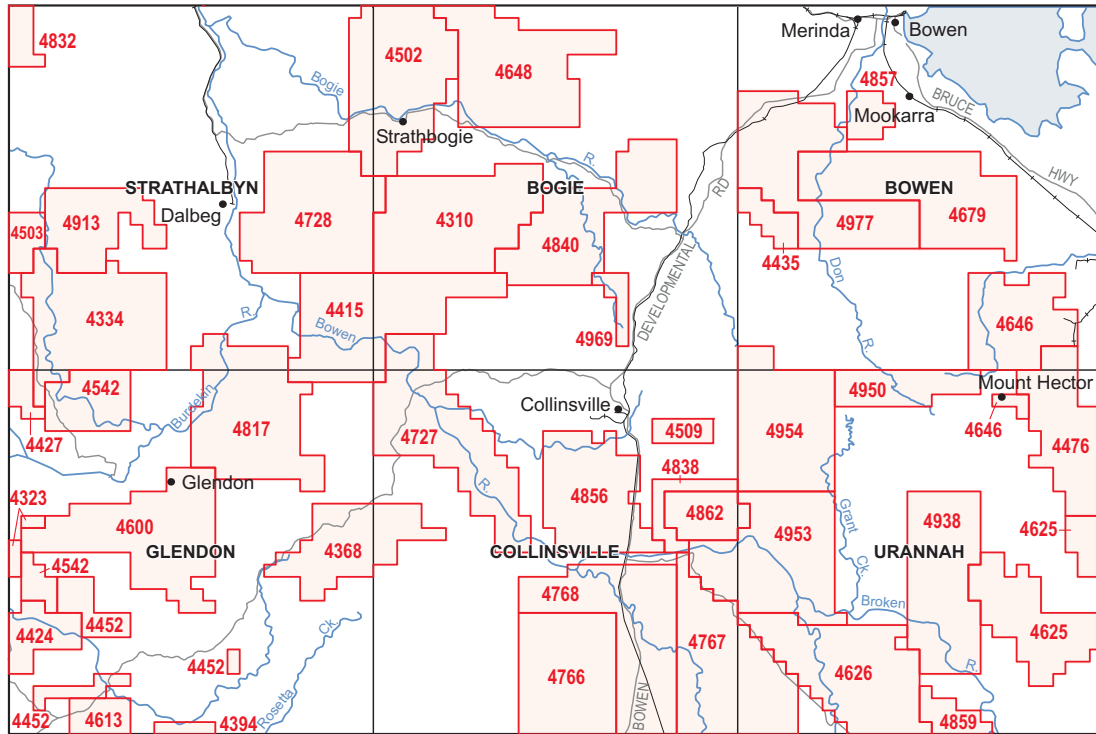 4832
4502
4648
Merinda
Bowen
Bogie
4857
BRUCE
Strathbogie
Mookarra
R.
HWY
STRATHALBYN
BOGIE
BOWEN
Dalbeg
RD
4503
4913
4728
4310
4840
4977
4679
4435
Don
DEVELOPMENTAL
4334
4415
R.
Bowen
4969
R.
4646
4542
Burdekin
Collinsville
4950
Mount Hector
4427
4817
4727
4509
4954
4646
4476
R.
4838
4323
Glendon
4856
4862
Grant
4600
4953
4938
4625
GLENDON
4368
COLLINSVILLE
URANNAH
4542
Ck.
4768
Broken
4424
4452
Ck.
4767
4625
4452
4766
4626
R.
Rosetta
4452
4613
4394
BOWEN
4859